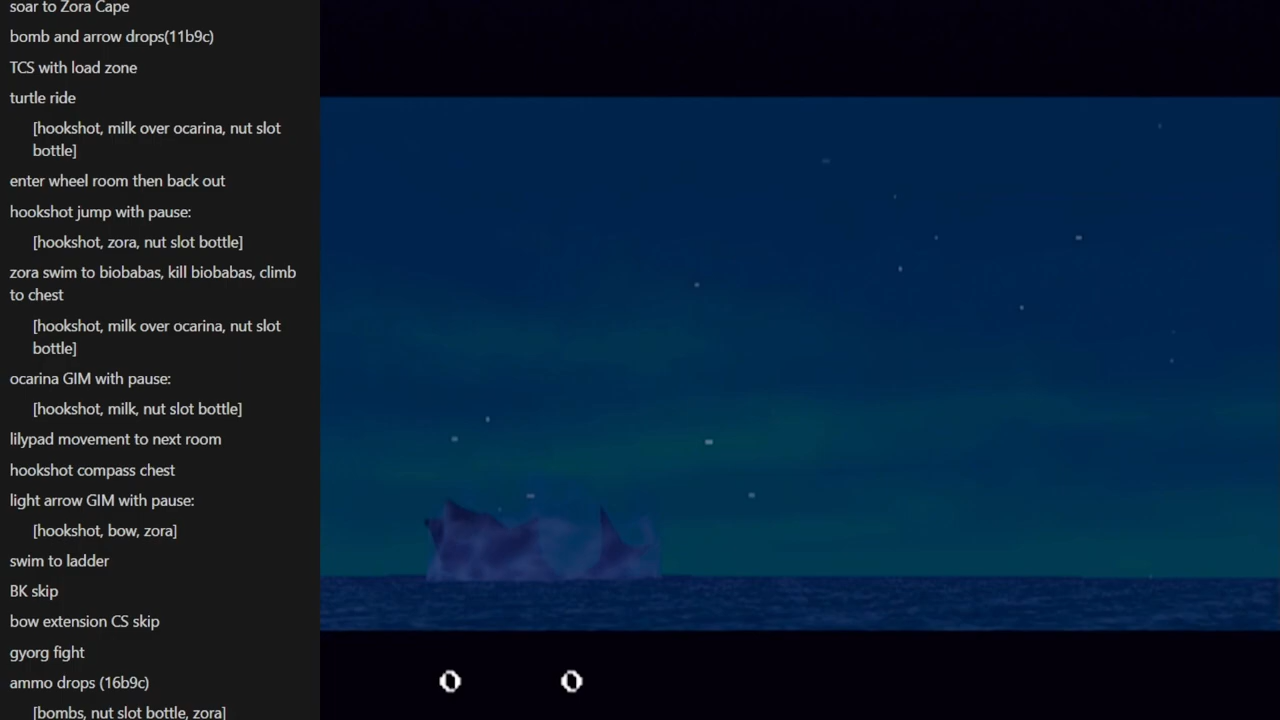 soar to Zora Cape
bomb and arrow drops(11b9c)
TCS with load zone
turtle ride
[hookshot, milk over ocarina, nut slot
bottle]
enter wheel room then back out
hookshot jump with pause:
[hookshot, zora, nut slot bottle]
zora swim to biobabas, kill biobabas, climb
to chest
[hookshot, milk over ocarina, nut slot
bottle]
ocarina GIM with pause:
[hookshot, milk, nut slot bottle]
lilypad movement to next room
hookshot compass chest
light arrow GIM with pause:
[hookshot, bow, zora]
swim to ladder
BK skip
bow extension CS skip
gyorg fight
ammo drops (16b9c)
[bombs, nut slot bottle, zora]
0 0